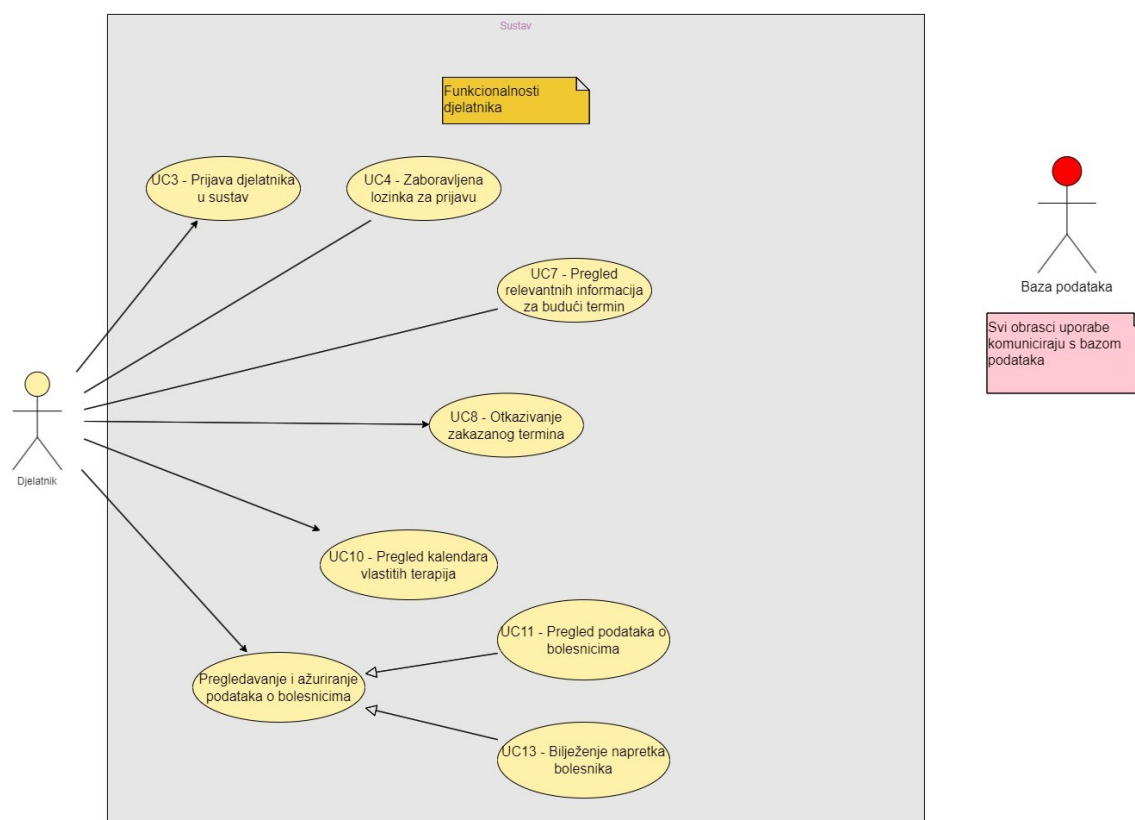 Sustav
Funkcionalnosti
djelatnika
UC3 - Prijava djelatnika
u sustav
UC4 - Zaboravljena
lozinka za prijavu
UC7 - Pregled
relevantnih informacija
za budući termin
Baza podataka
Svi obrasci uporabe
komuniciraju s bazom
podataka
UC8 - Otkazivanje
zakazanog termina
Djelatnik
UC10 - Pregled kalendara
vlastitih terapija
UC11 - Pregled podataka o
bolesnicima
Pregledavanje i ažuriranje
podataka o bolesnicima
UC13 - Bilježenje napretka
bolesnika